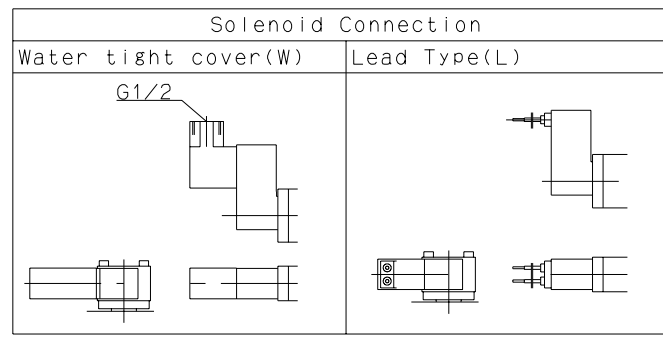 Solenoid Connection
Water tight cover(W)
Lead Type(L)
G1/2